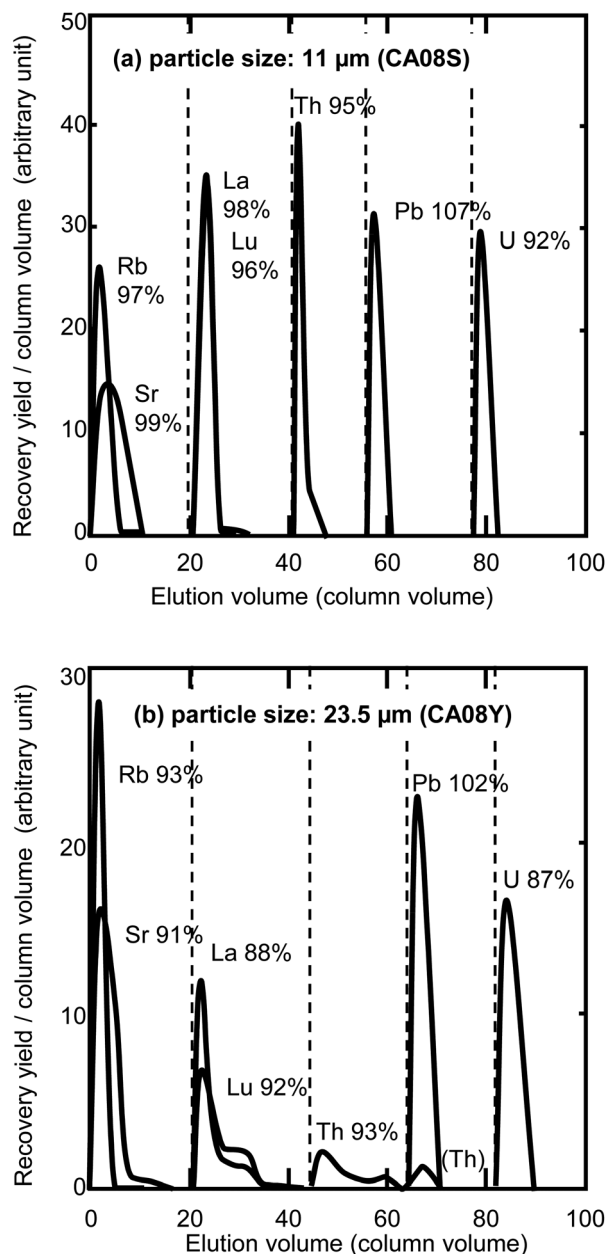 50
(a) particle size: 11 µm (CA08S)
Th 95%
40
La
98%
Pb 107%
30
Lu
96%
U 92%
Rb
97%
20
Sr
99%
10
0
0 20 40 60 80 100
Elution volume (column volume)
Recovery yield / column volume (arbitrary unit)
30
(b) particle size: 23.5 µm (CA08Y)
Rb 93%
Pb 102%
20
U 87%
Sr 91%
La 88%
10
Lu 92%
Th 93%
(Th)
0
0 20 40 60 80 100
Elution volume (column volume)
Recovery yield / column volume (arbitrary unit)